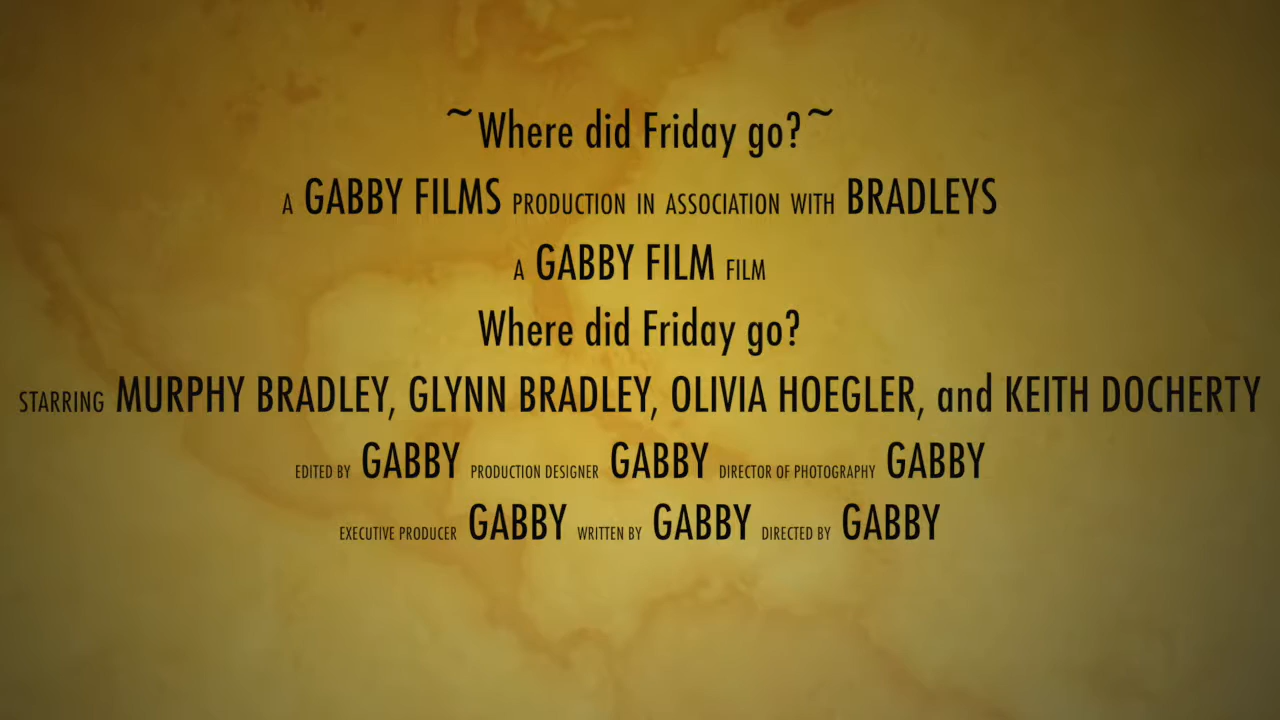 ~Where did Friday go?~
A GABBY FILMS PRODUCTION IN ASSOCIATION WITH BRADLEYS
A GABBY FILM FILM
Where did Friday go?
STARRING MURPHY BRADLEY, GLYNN BRADLEY, OLIVIA HOEGLER, and KEITH DOCHERTY
EDITED BY GABBY PRODUCTION DESIGNER GABBY DIRECTOR OF PHOTOGRAPHY GABBY
EXECUTIVE PRODUCER GABBY WRITTEN BY GABBY DIRECTED BY GABBY